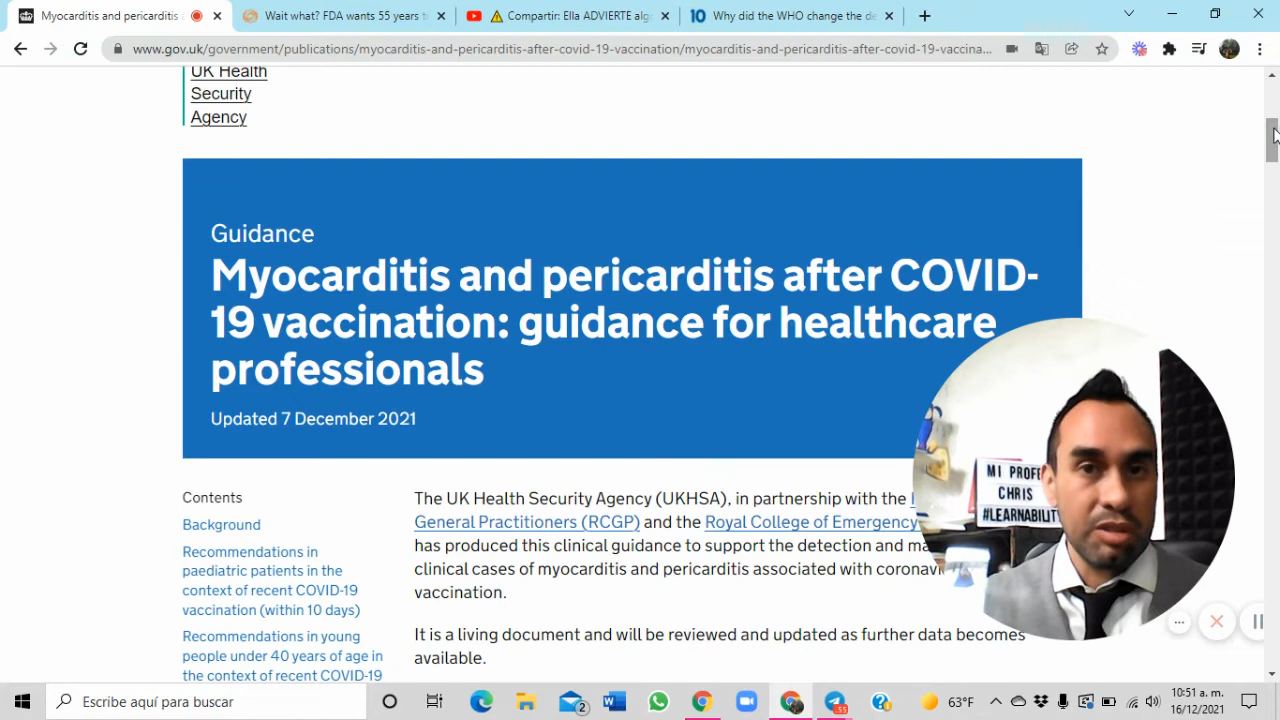 Myocarditis and pericarditis
Wait what? FDA wants 55 years t
Compartir: Ella ADVIERTE alg
10 Why did the WHO change the de
www.gov.uk/government/publications/myocarditis-and-pericarditis-after-covid-19-vaccination/myocarditis-and-pericarditis-after-covid-19-vaccina...
UK Health
Security
Agency
Guidance
Myocarditis and pericarditis after COVID-
19 vaccination: guidance for healthcare
professionals
Updated 7 December 2021
Contents
Background
Recommendations in
paediatric patients in the
context of recent COVID-19
vaccination (within 10 days)
Recommendations in young
people under 40 years of age in
the context of recent COVID-19
The UK Health Security Agency (UKHSA), in partnership with the
General Practitioners (RCGP) and the Royal College of Emergency
has produced this clinical guidance to support the detection and ma
clinical cases of myocarditis and pericarditis associated with coronavi
vaccination.
It is a living document and will be reviewed and updated as further data becomes
available.
MI PROF
CHRIS
#LEARNABILIT
Escribe aquí para buscar
2
55
63°F
10:51 a. m.
16/12/2021